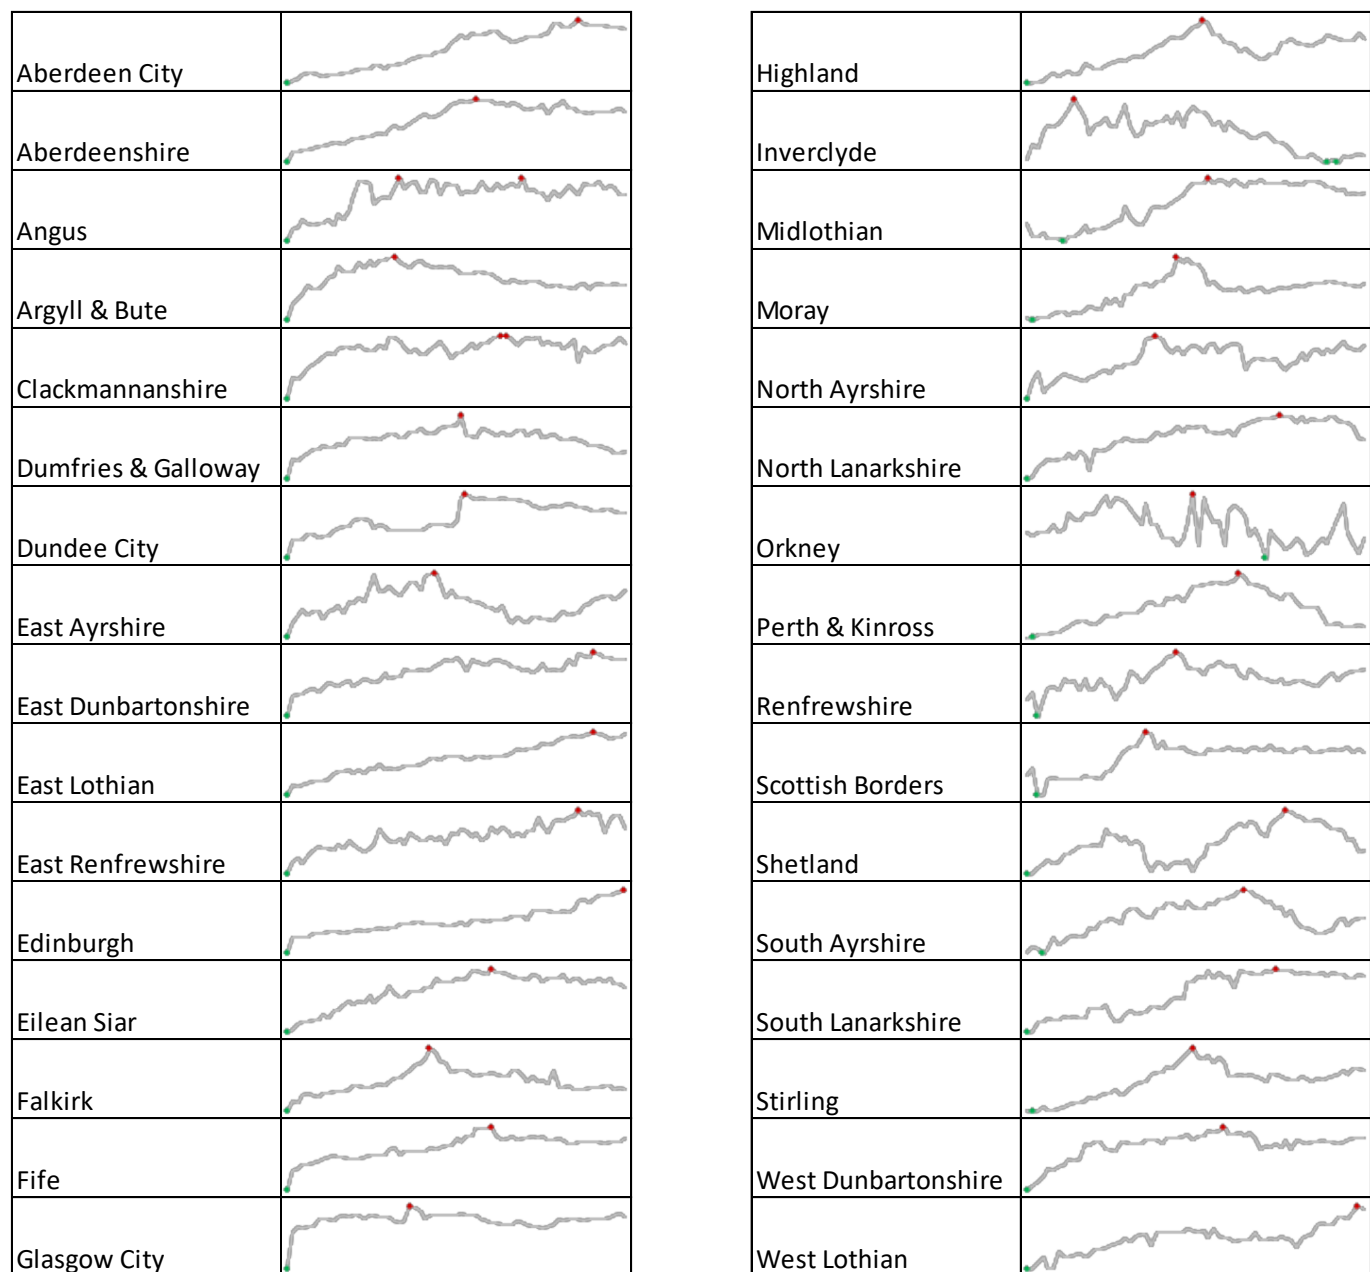 Aberdeen City
Aberdeenshire
Angus
Argyll & Bute
Clackmannanshire
Dumfries & Galloway
Dundee City
East Ayrshire
East Dunbartonshire
East Lothian
East Renfrewshire
Edinburgh
Eilean Siar
Falkirk
Fife
Glasgow City
Highland
Inverclyde
Midlothian
Moray
North Ayrshire
North Lanarkshire
Orkney
Perth & Kinross
Renfrewshire
Scottish Borders
Shetland
South Ayrshire
South Lanarkshire
Stirling
West Dunbartonshire
West Lothian